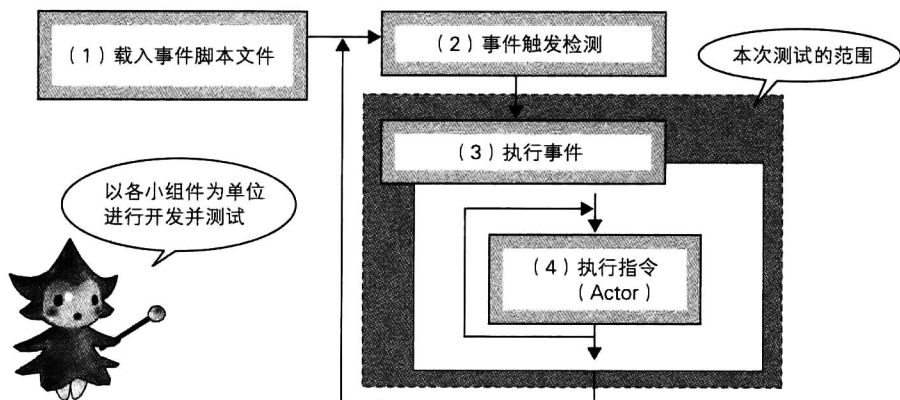 （1）载入事件脚本文件
（2）事件触发检测
本次测试的范围
（3）执行事件
以各小组件为单位
进行开发并测试
（4）执行指令
（Actor）